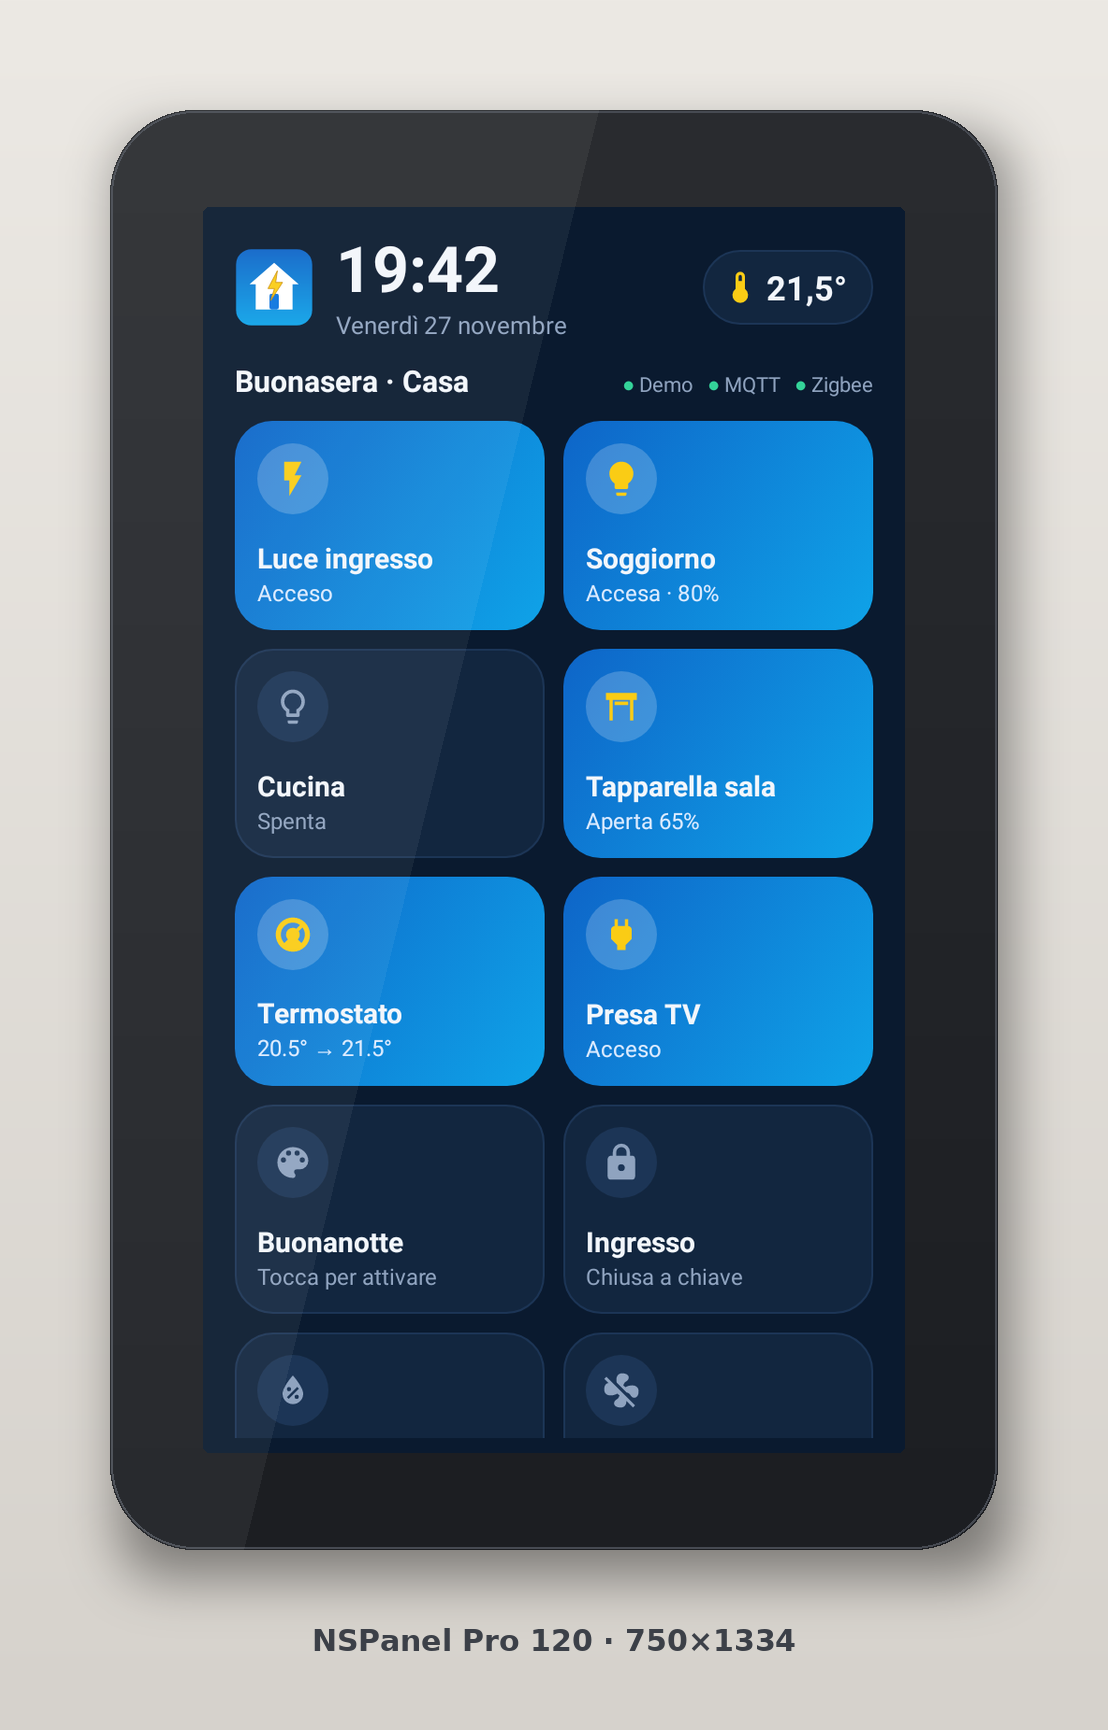 19:42
Venerdì 27 novembre
21,5°
Buonasera · Casa
Demo
MQTT
Zigbee
Luce ingresso
Acceso
Soggiorno
Accesa · 80%
Cucina
Spenta
Tapparella sala
Aperta 65%
Termostato
20.5° → 21.5°
Presa TV
Acceso
Buonanotte
Tocca per attivare
Ingresso
Chiusa a chiave
NSPanel Pro 120 · 750×1334